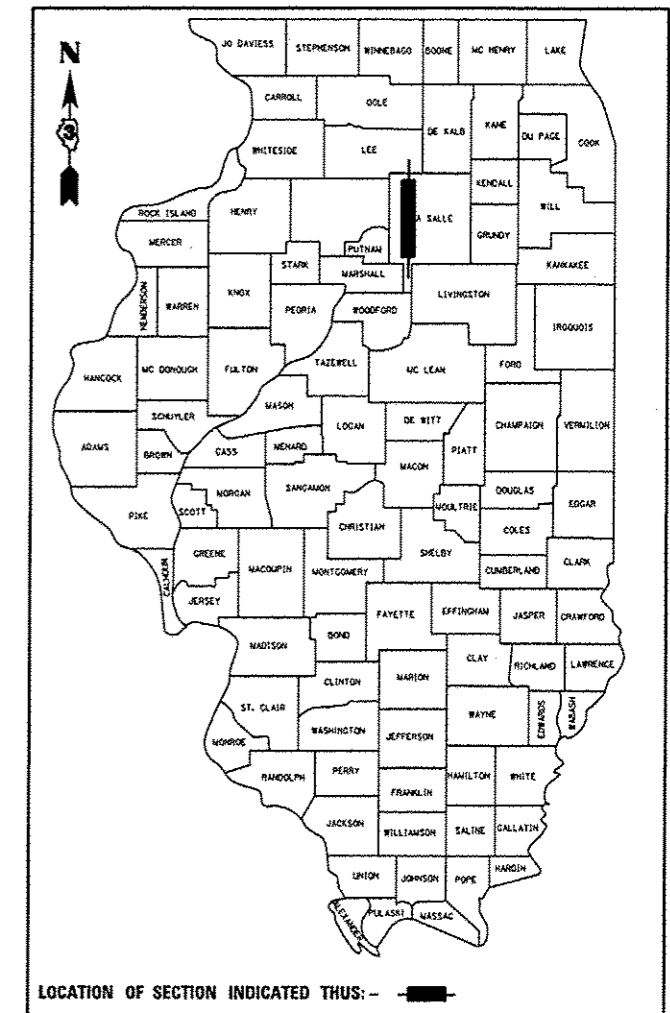 JO DAVIESS STEPHENSON WINNEBAGO BOONE MC HENRY LAKE
N
CARROLL OGLE
3
DE KALB KANE DU PAGE COOK
WHITESIDE LEE
KENDALL
ROCK ISLAND HENRY A SALLE WILL
MERCER PUTNAM GRUNDY
STARK MARSHALL KANKAKEE
HENDERSON WARREN KNOX PEORIA WOODFORD LIVINGSTON
IROQUOIS
HANCOCK MC DONOUGH FULTON TAZEWELL MC LEAN FORD
SCHUYLER MASON LOGAN DE WITT CHAMPAIGN VERMILION
ADAMS BROWN CASS MENARD MACON PIATT
PIKE SCOTT MORGAN SANGAMON MOULTRIE DOUGLAS EDGAR
CHRISTIAN COLES
CALHOUN GREENE MACOUPIN MONTGOMERY SHELBY CUMBERLAND CLARK
JERSEY FAYETTE EFFINGHAM JASPER CRAWFORD
MADISON BOND
CLAY RICHLAND LAWRENCE
CLINTON MARION
ST. CLAIR WAYNE EDWARDS WABASH
MONROE WASHINGTON JEFFERSON
RANDOLPH PERRY HAMILTON WHITE
FRANKLIN
JACKSON WILLIAMSON SALINE GALLATIN
UNION JOHNSON POPE HARDIN
ALEXANDER PULASKI MASSAC
LOCATION OF SECTION INDICATED THUS: -